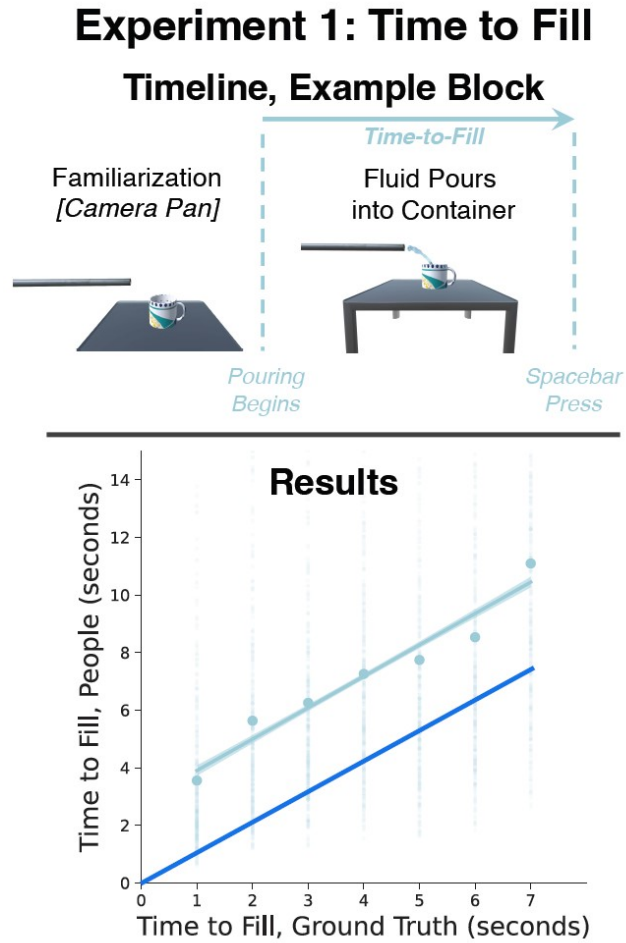 Experiment 1: Time to Fill
Timeline, Example Block
Time-to-Fill
Familiarization
[Camera Pan]
Fluid Pours
into Container
Pouring
Begins
Spacebar
Press
Results
Time to Fill, People (seconds)
14
12
10
8
6
4
2
0
0 1 2 3 4 5 6 7
Time to Fill, Ground Truth (seconds)